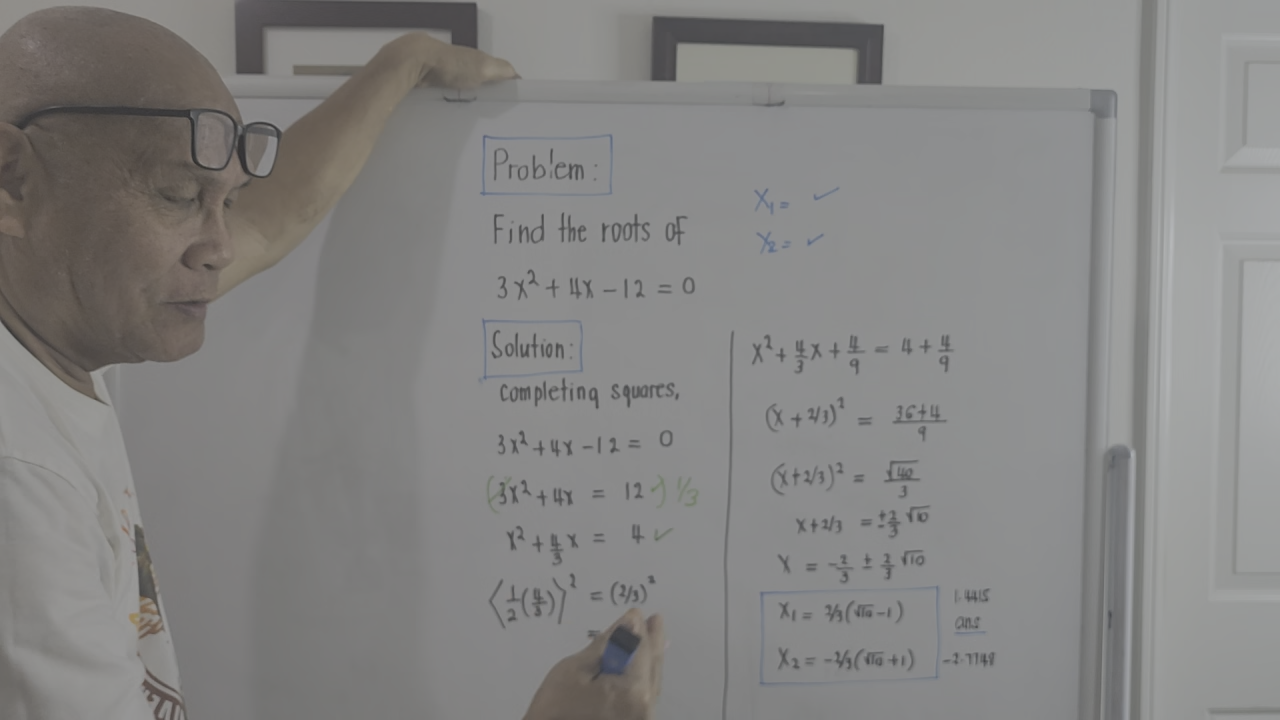 Problem:
Find the roots of
3x² + 4x - 12 = 0
x₁ = ✓
x₂ = ✓
Solution:
completing squares,
3x² + 4x - 12 = 0
(3x² + 4x = 12) 1/3
x² + 4/3 x = 4 ✓
⟨1/2 (4/3)⟩² = (2/3)²
=
x² + 4/3 x + 4/9 = 4 + 4/9
(x + 2/3)² = 36+4/9
(x + 2/3)² = √40/3
x + 2/3 = ± 2/3 √10
x = -2/3 ± 2/3 √10
x₁ = 2/3(√10 - 1) 1.4415
ans
x₂ = -2/3(√10 + 1) -2.7748